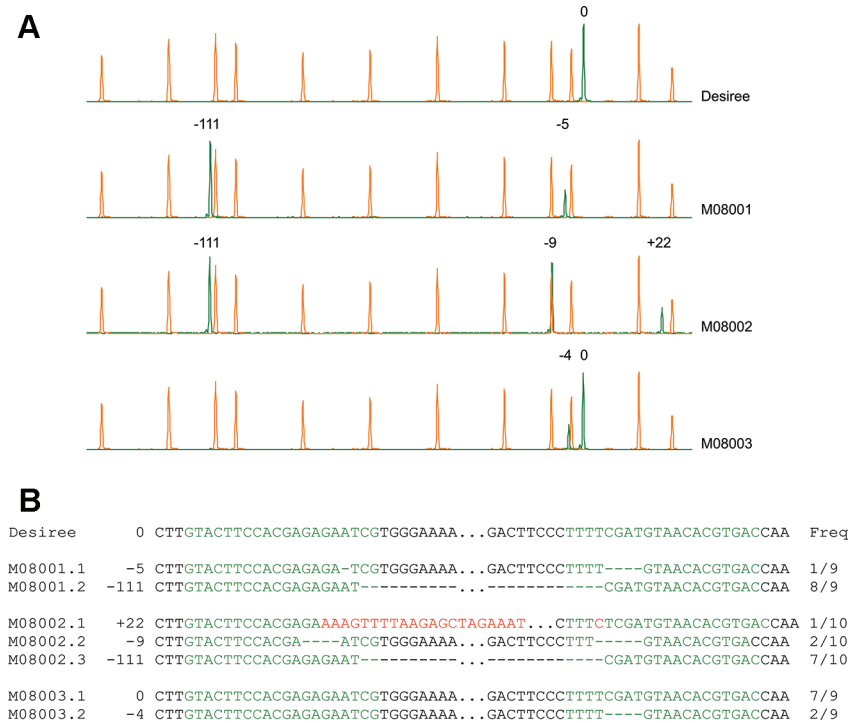 A
0
Desiree
-111 -5
M08001
-111 -9 +22
M08002
-4 0
M08003
B
Desiree 0 CTTGTACTTCCACGAGAGAATCGTGGGAAAA...GACTTCCCTTTTCGATGTAACACGTGACCAA Freq
M08001.1 -5 CTTGTACTTCCACGAGAGA-TCGTGGGAAAA...GACTTCCCTTTT----GTAACACGTGACCAA 1/9
M08001.2 -111 CTTGTACTTCCACGAGAGAAT----------...-------------CGATGTAACACGTGACCAA 8/9
M08002.1 +22 CTTGTACTTCCACGAGAAAAGTTTTAAGAGCTAGAAAT...CTTTCTCGATGTAACACGTGACCAA 1/10
M08002.2 -9 CTTGTACTTCCACGA----ATCGTGGGAAAA...GACTTCCCTTT-----GTAACACGTGACCAA 2/10
M08002.3 -111 CTTGTACTTCCACGAGAGAAT----------...-------------CGATGTAACACGTGACCAA 7/10
M08003.1 0 CTTGTACTTCCACGAGAGAATCGTGGGAAAA...GACTTCCCTTTTCGATGTAACACGTGACCAA 7/9
M08003.2 -4 CTTGTACTTCCACGAGAGAATCGTGGGAAAA...GACTTCCCTTTT----GTAACACGTGACCAA 2/9